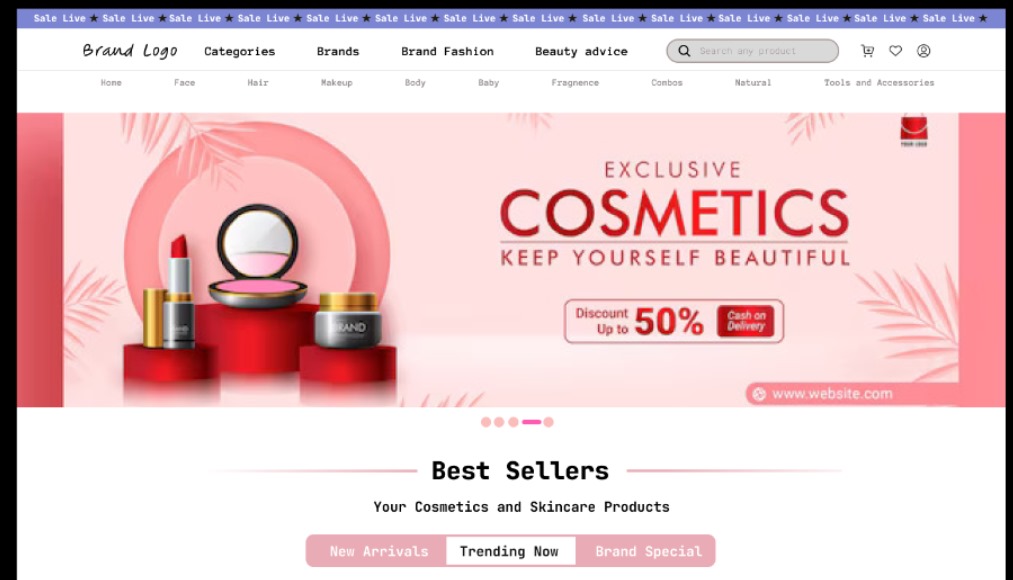 Sale Live ★ Sale Live ★ Sale Live ★ Sale Live ★ Sale Live ★ Sale Live ★ Sale Live ★ Sale Live ★ Sale Live ★ Sale Live ★ Sale Live ★ Sale Live ★ Sale Live ★ Sale Live ★
Brand Logo Categories Brands Brand Fashion Beauty advice Search any product
Home Face Hair Makeup Body Baby Fragnence Combos Natural Tools and Accessories
YOUR LOGO
EXCLUSIVE
COSMETICS
KEEP YOURSELF BEAUTIFUL
Discount
Up to 50% Cash on
Delivery
BRAND
BRAND
www.website.com
Best Sellers
Your Cosmetics and Skincare Products
New Arrivals Trending Now Brand Special